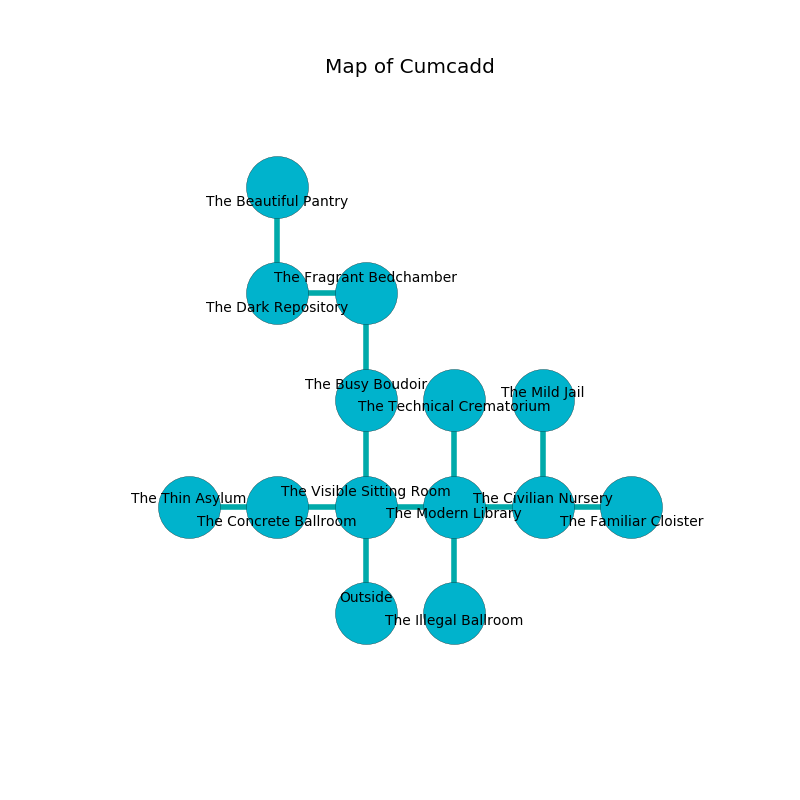 Map of Cumcadd
The Beautiful Pantry
The Fragrant Bedchamber
The Dark Repository
The Busy Boudoir
The Mild Jail
The Technical Crematorium
The Visible Sitting Room
The Thin Asylum
The Civilian Nursery
The Modern Library
The Concrete Ballroom
The Familiar Cloister
Outside
The Illegal Ballroom